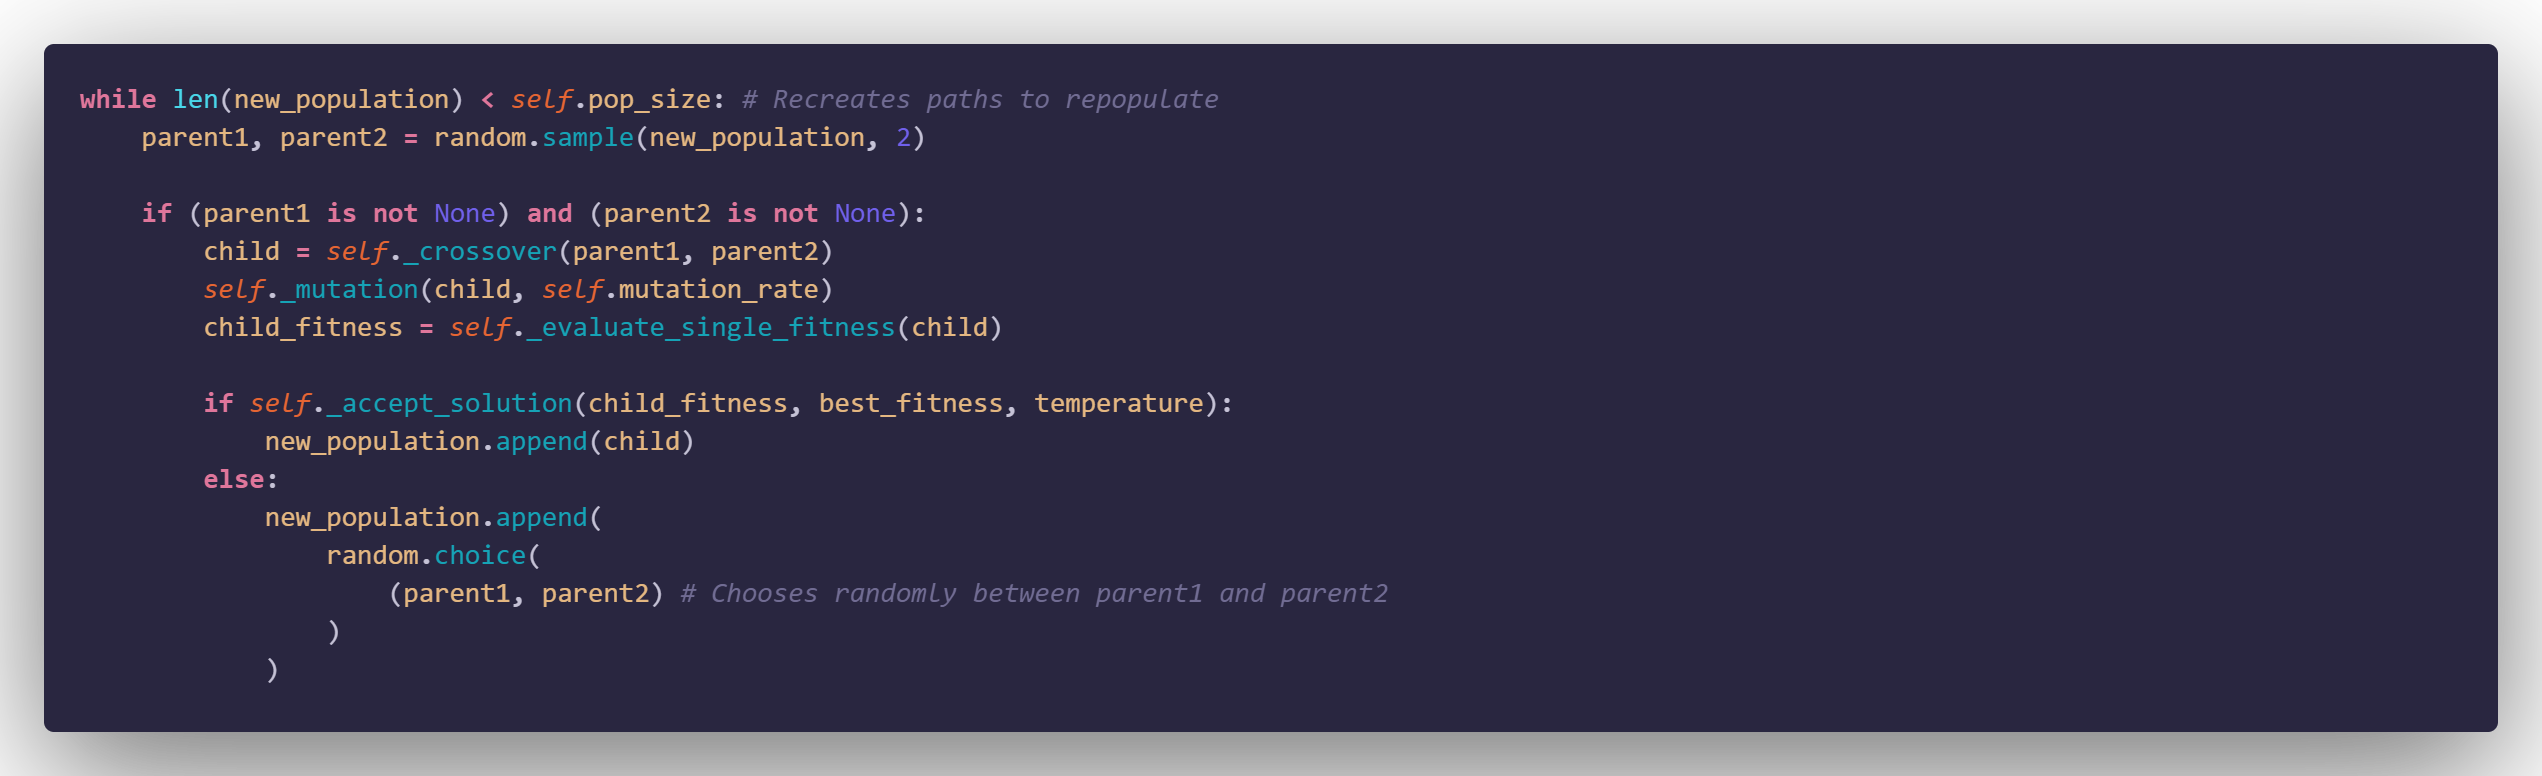 while len(new_population) < self.pop_size: # Recreates paths to repopulate
    parent1, parent2 = random.sample(new_population, 2)

    if (parent1 is not None) and (parent2 is not None):
        child = self._crossover(parent1, parent2)
        self._mutation(child, self.mutation_rate)
        child_fitness = self._evaluate_single_fitness(child)

        if self._accept_solution(child_fitness, best_fitness, temperature):
            new_population.append(child)
        else:
            new_population.append(
                random.choice(
                    (parent1, parent2) # Chooses randomly between parent1 and parent2
                )
            )